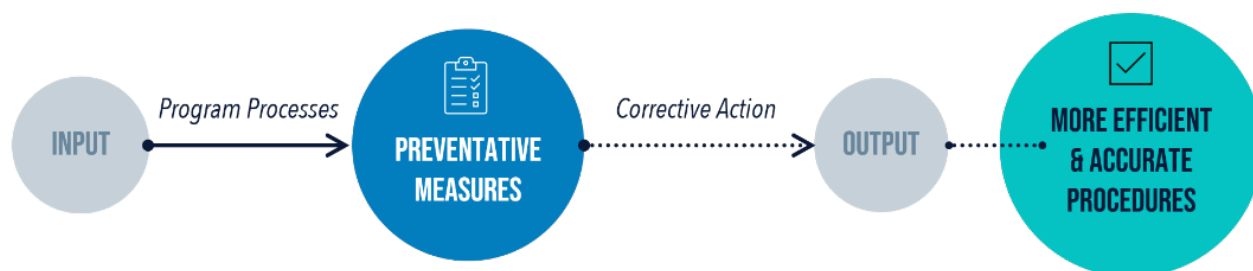 INPUT
Program Processes
PREVENTATIVE
MEASURES
Corrective Action
OUTPUT
MORE EFFICIENT
& ACCURATE
PROCEDURES